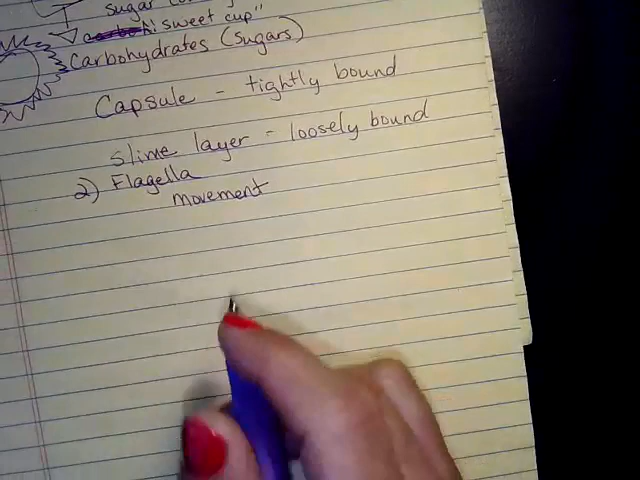 sugar
"sweet cup"
Carbohydrates (sugars)
Capsule - tightly bound
slime layer - loosely bound
2) Flagella
movement